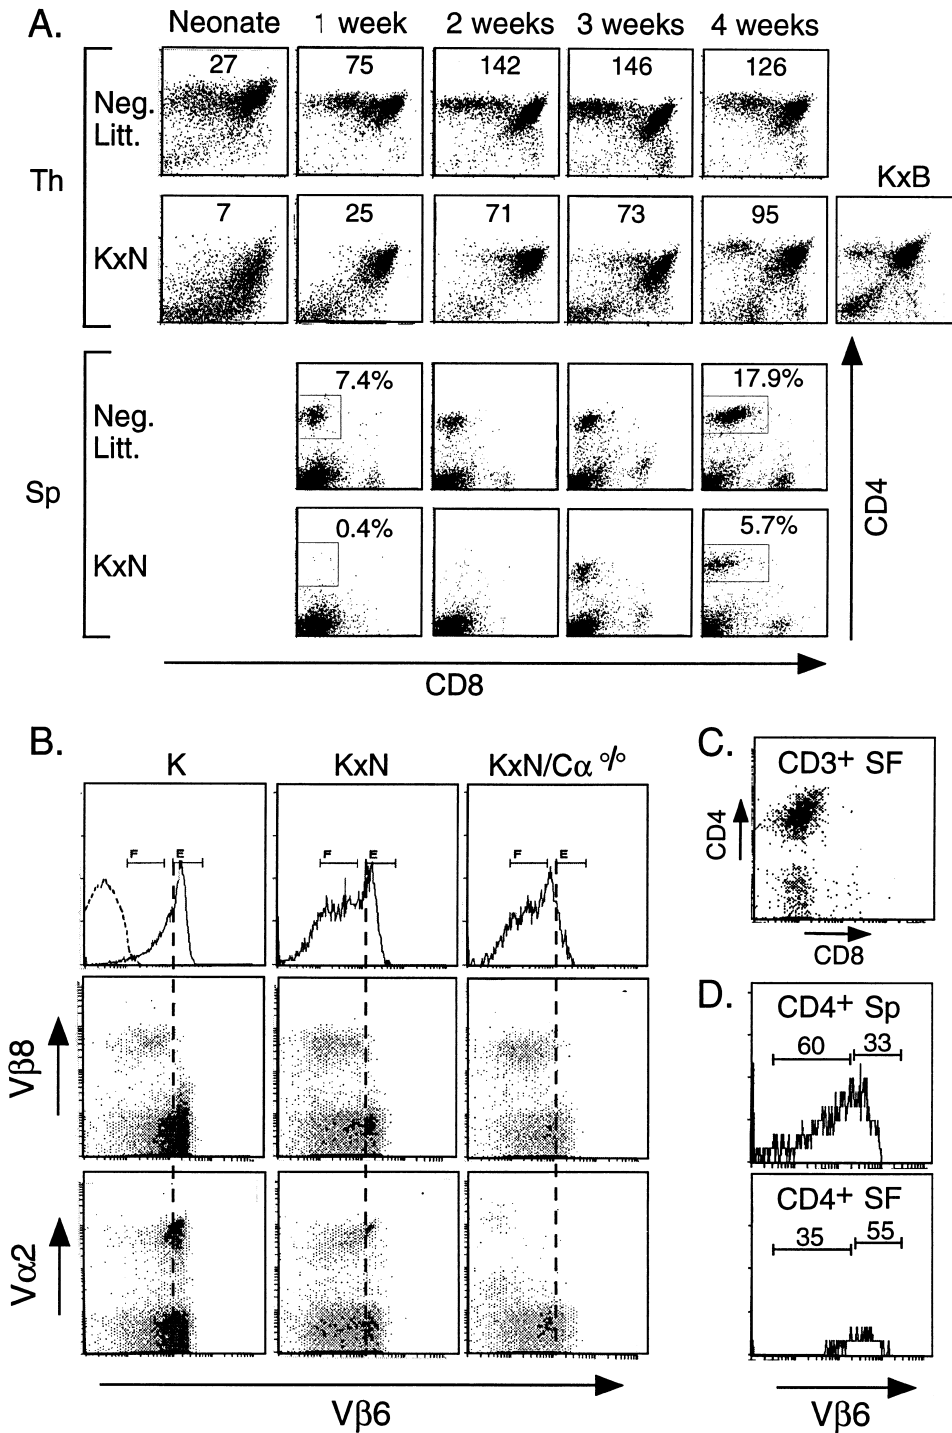 A.
Neonate 1 week 2 weeks 3 weeks 4 weeks
Th
Neg. Litt.
27 75 142 146 126
KxB
KxN
7 25 71 73 95
Sp
Neg. Litt.
7.4% 17.9%
KxN
0.4% 5.7%
CD4
CD8
B.
K KxN KxN/Cα °/°
F E F E F E
Vβ8
Vα2
Vβ6
C.
CD3+ SF
CD4
CD8
D.
CD4+ Sp
60 33
CD4+ SF
35 55
Vβ6